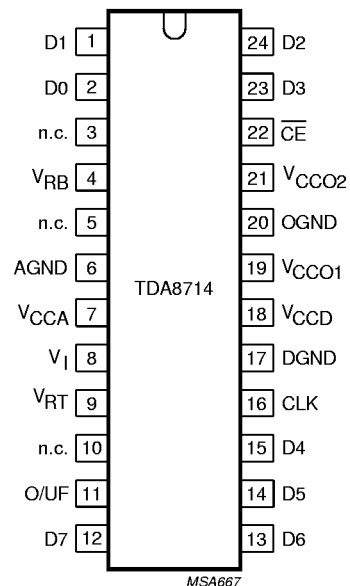 D1 1 24 D2
D0 2 23 D3
n.c. 3 22 C̅E̅
VRB 4 21 VCCO2
n.c. 5 20 OGND
AGND 6 19 VCCO1
TDA8714
VCCA 7 18 VCCD
VI 8 17 DGND
VRT 9 16 CLK
n.c. 10 15 D4
O/UF 11 14 D5
D7 12 13 D6
MSA667